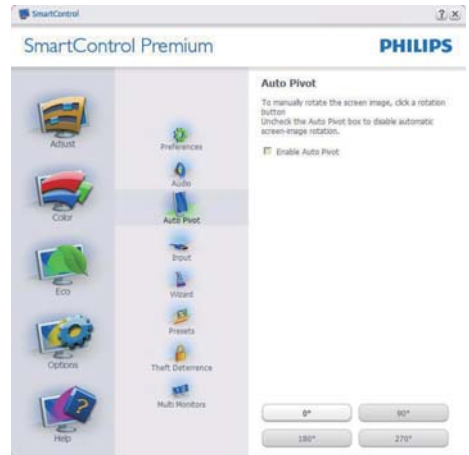 SmartControl
SmartControl Premium
PHILIPS
Adjust
Color
Eco
Options
Help
Preferences
Audio
Auto Pivot
Input
Wizard
Presets
Theft Deterrence
Multi Monitors
Auto Pivot
To manually rotate the screen image, click a rotation
button
Uncheck the Auto Pivot box to disable automatic
screen-image rotation.
Enable Auto Pivot
0°
90°
180°
270°